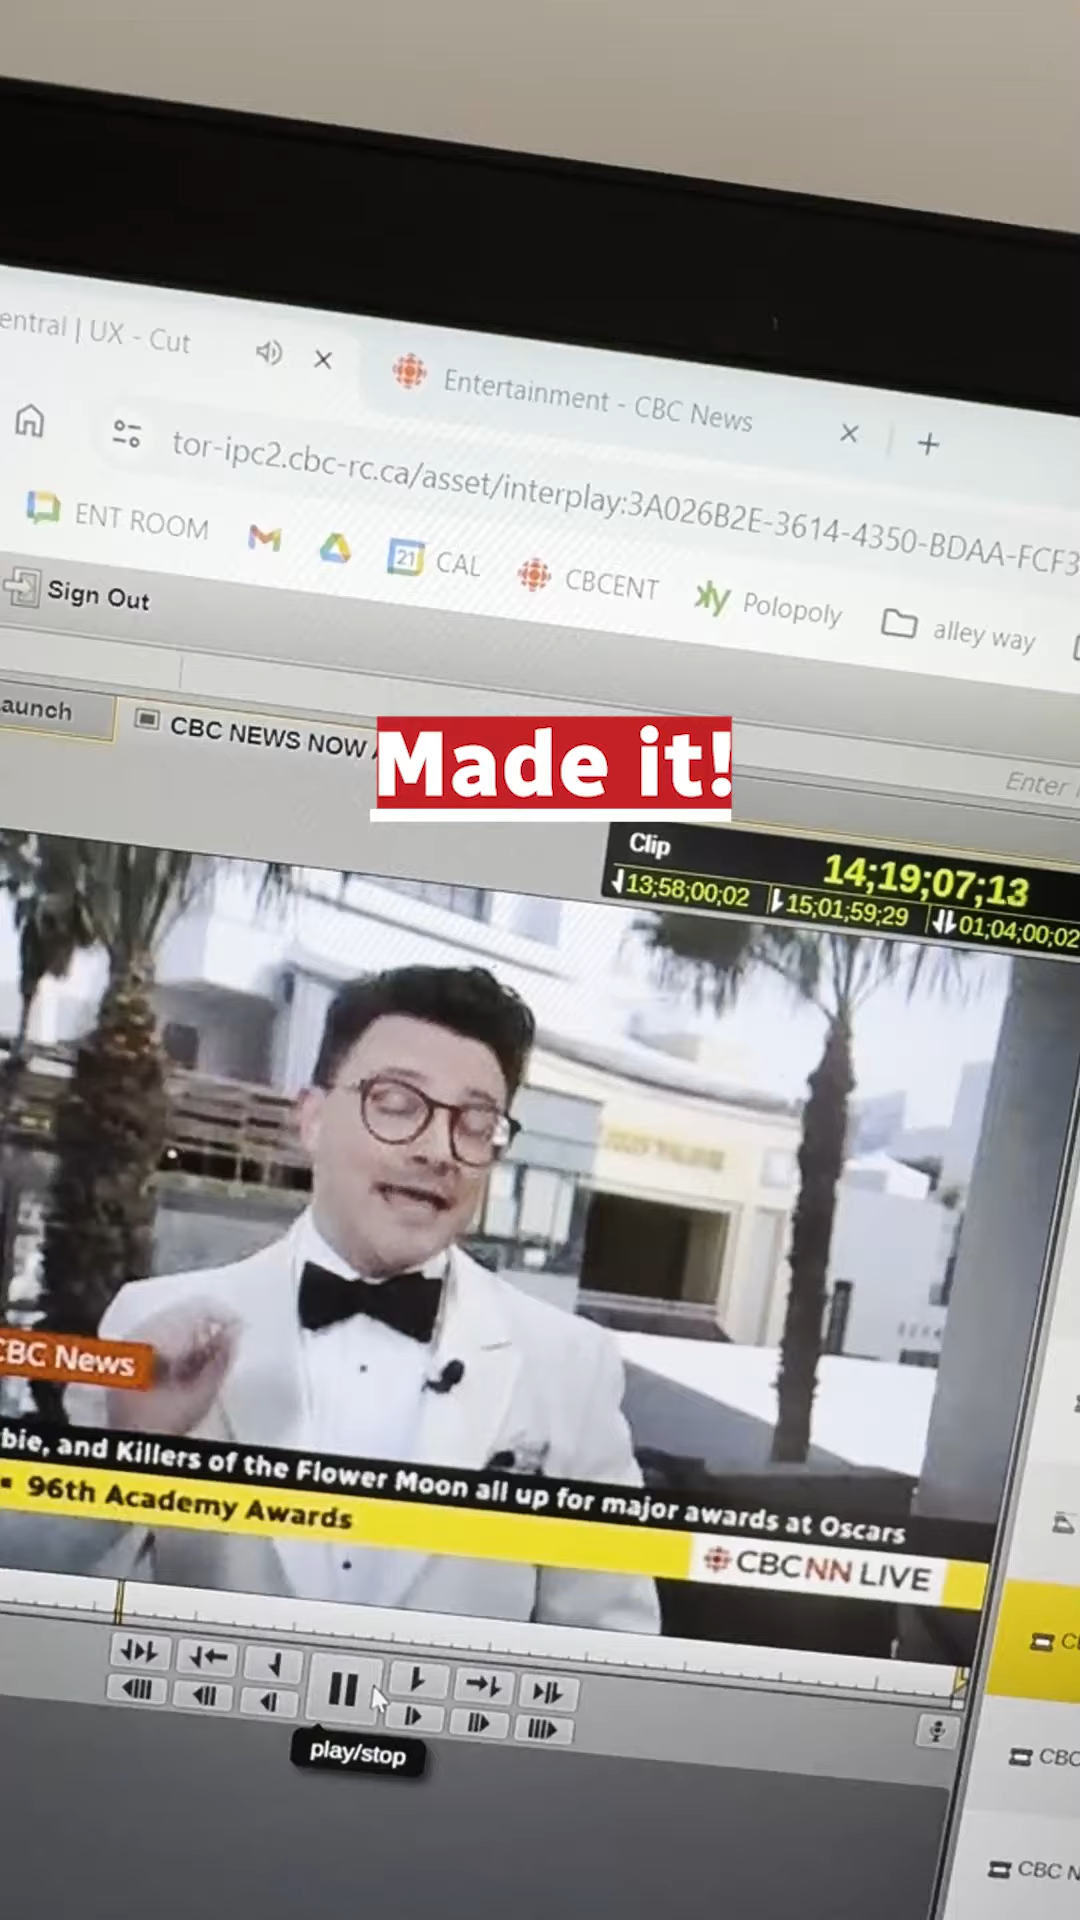 entral | UX - Cut
Entertainment - CBC News
tor-ipc2.cbc-rc.ca/asset/interplay:3A026B2E-3614-4350-BDAA-FCF3
ENT ROOM
21 CAL
CBCENT
Polopoly
alley way
Sign Out
aunch
CBC NEWS NOW
Made it!
Enter
Clip
14;19;07;13
13;58;00;02
15;01;59;29
01;04;00;02
CBC News
bie, and Killers of the Flower Moon all up for major awards at Oscars
96th Academy Awards
CBCNN LIVE
play/stop
CBC
CBC N